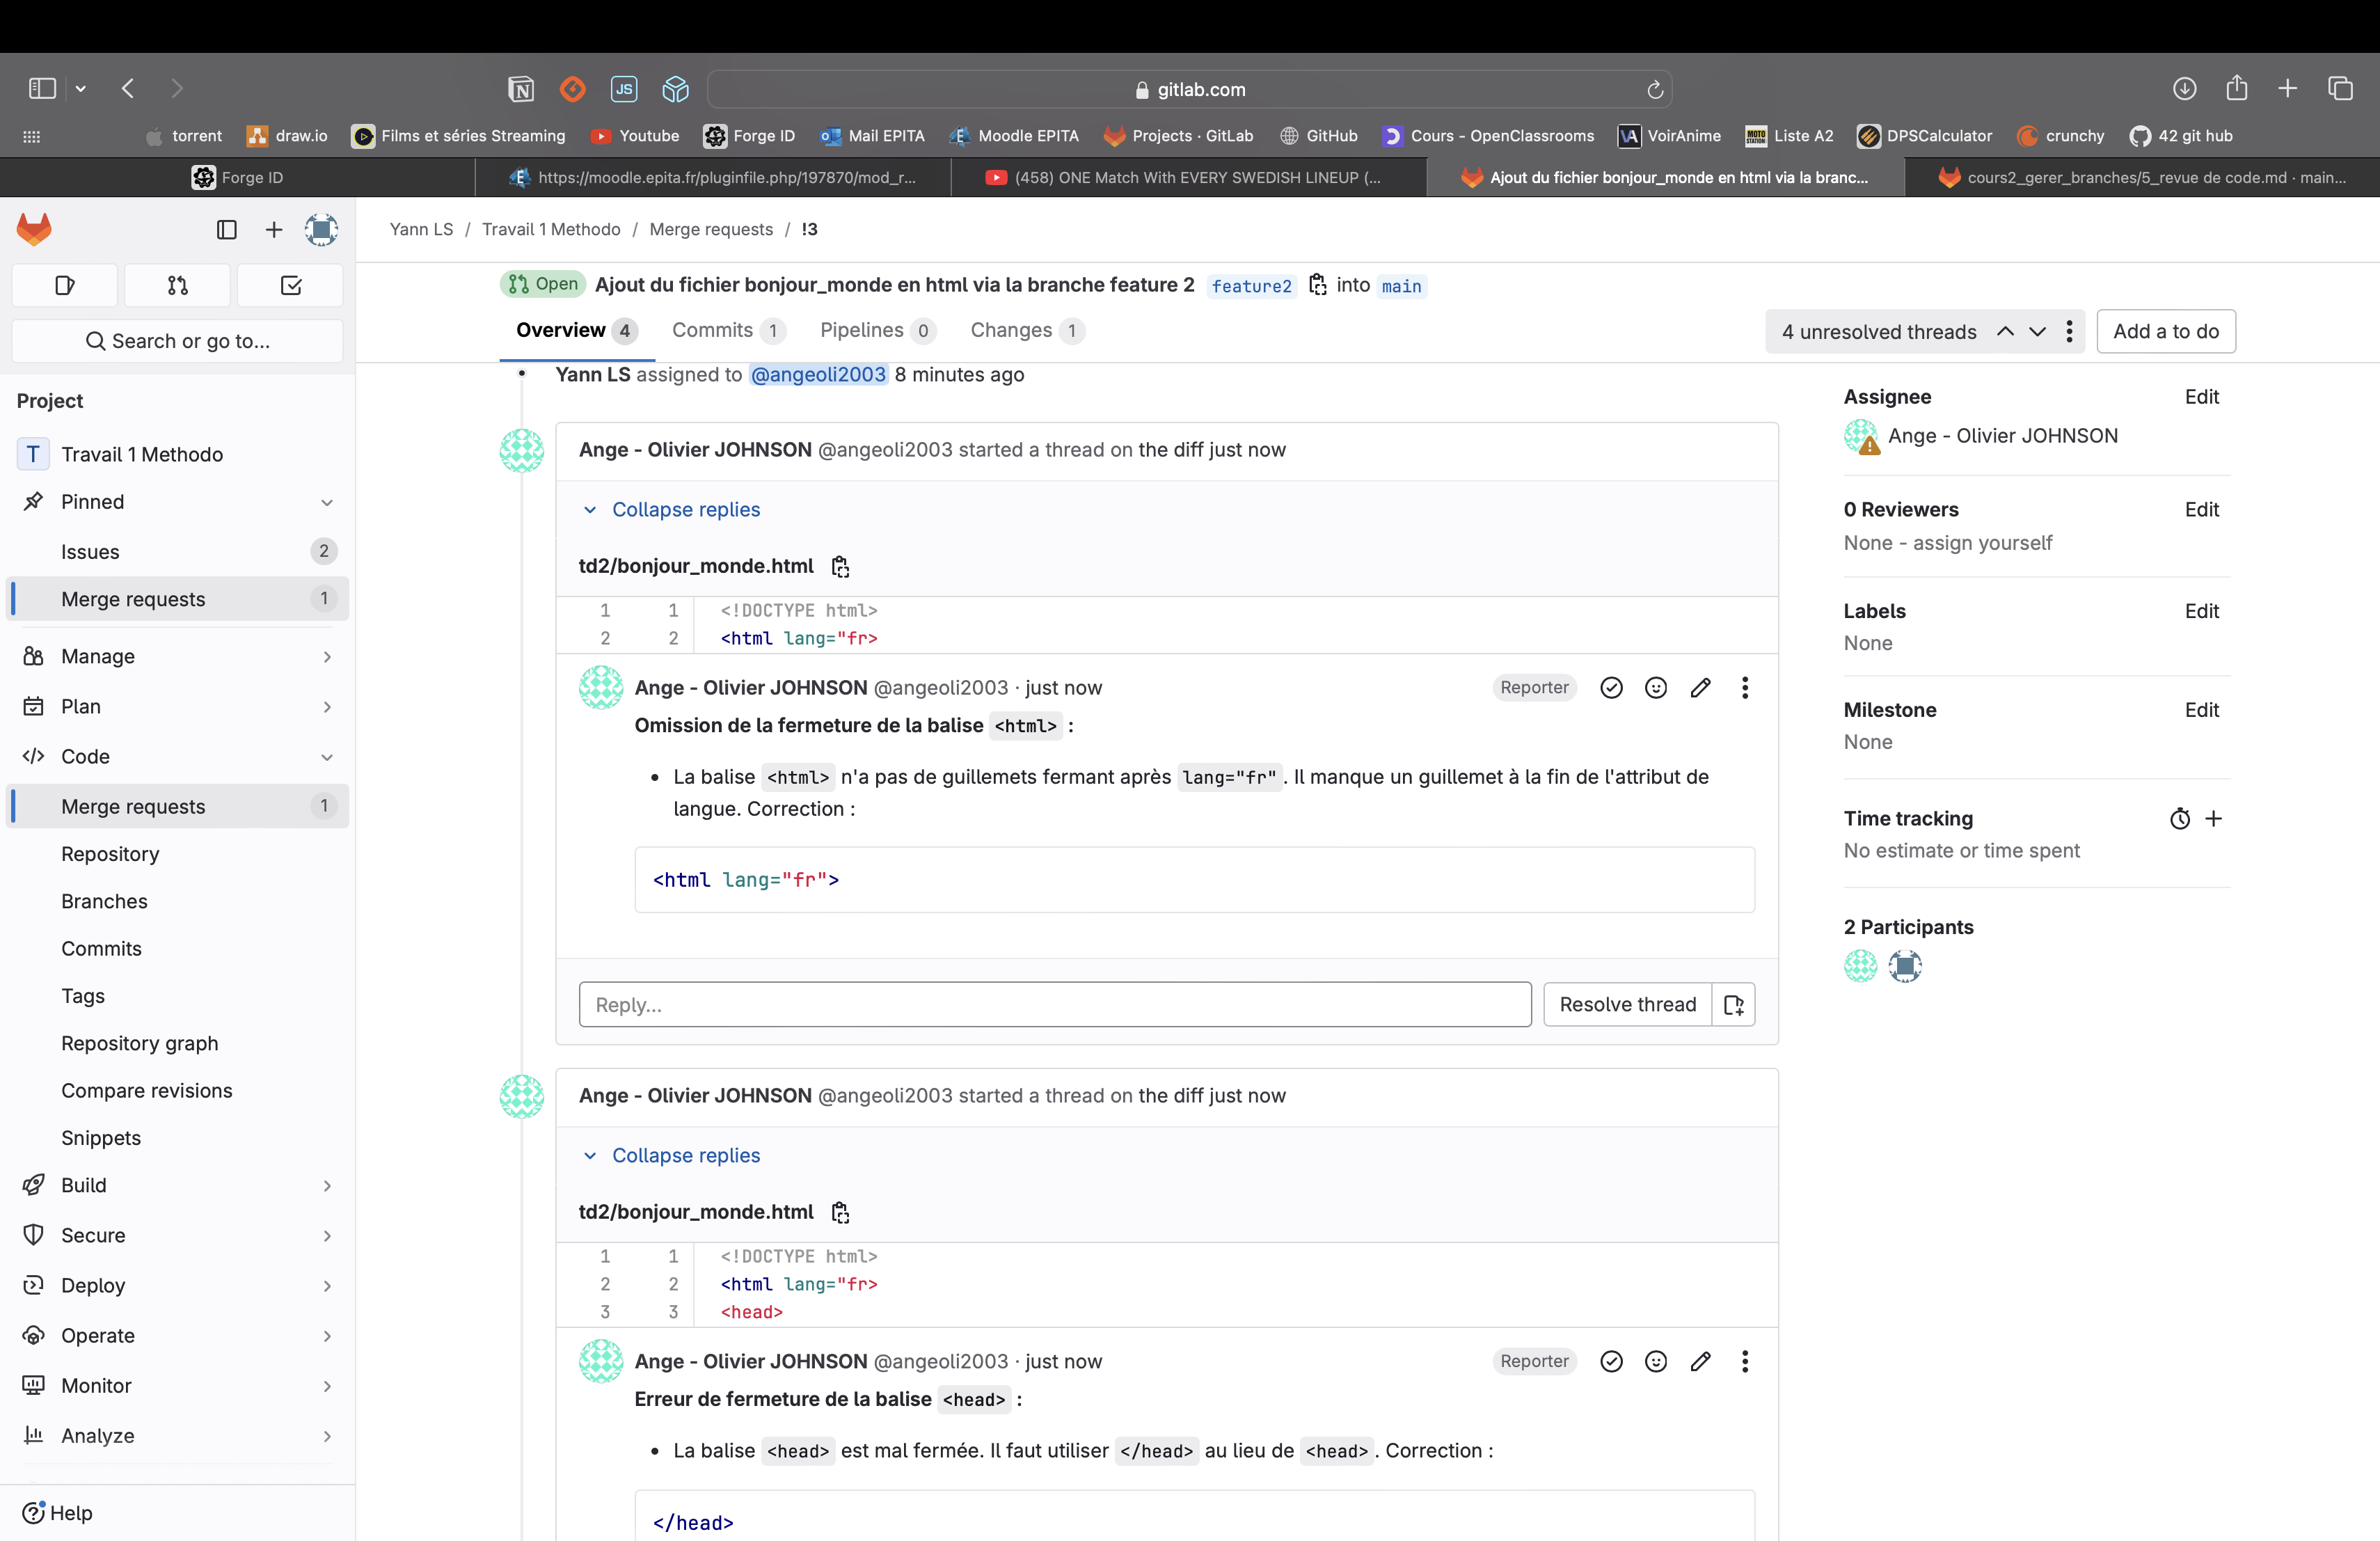 JS
gitlab.com
torrent
draw.io
Films et séries Streaming
Youtube
Forge ID
Mail EPITA
Moodle EPITA
Projects · GitLab
GitHub
Cours - OpenClassrooms
VA VoirAnime
MOTO STATION Liste A2
DPSCalculator
crunchy
42 git hub
Forge ID
https://moodle.epita.fr/pluginfile.php/197870/mod_r...
(458) ONE Match With EVERY SWEDISH LINEUP (...
Ajout du fichier bonjour_monde en html via la branc...
cours2_gerer_branches/5_revue de code.md · main...
Search or go to...
Project
T Travail 1 Methodo
Pinned
Issues 2
Merge requests 1
Manage
Plan
Code
Merge requests 1
Repository
Branches
Commits
Tags
Repository graph
Compare revisions
Snippets
Build
Secure
Deploy
Operate
Monitor
Analyze
Help
Yann LS / Travail 1 Methodo / Merge requests / !3
Open Ajout du fichier bonjour_monde en html via la branche feature 2 feature2 into main
Overview 4 Commits 1 Pipelines 0 Changes 1
4 unresolved threads
Add a to do
Yann LS assigned to @angeoli2003 8 minutes ago
Ange - Olivier JOHNSON @angeoli2003 started a thread on the diff just now
Collapse replies
td2/bonjour_monde.html
1 1 <!DOCTYPE html>
2 2 <html lang="fr>
Ange - Olivier JOHNSON @angeoli2003 · just now
Reporter
Omission de la fermeture de la balise <html> :
• La balise <html> n'a pas de guillemets fermant après lang="fr". Il manque un guillemet à la fin de l'attribut de
langue. Correction :
<html lang="fr">
Reply...
Resolve thread
Ange - Olivier JOHNSON @angeoli2003 started a thread on the diff just now
Collapse replies
td2/bonjour_monde.html
1 1 <!DOCTYPE html>
2 2 <html lang="fr>
3 3 <head>
Ange - Olivier JOHNSON @angeoli2003 · just now
Reporter
Erreur de fermeture de la balise <head> :
• La balise <head> est mal fermée. Il faut utiliser </head> au lieu de <head>. Correction :
</head>
Assignee Edit
Ange - Olivier JOHNSON
0 Reviewers Edit
None - assign yourself
Labels Edit
None
Milestone Edit
None
Time tracking
No estimate or time spent
2 Participants